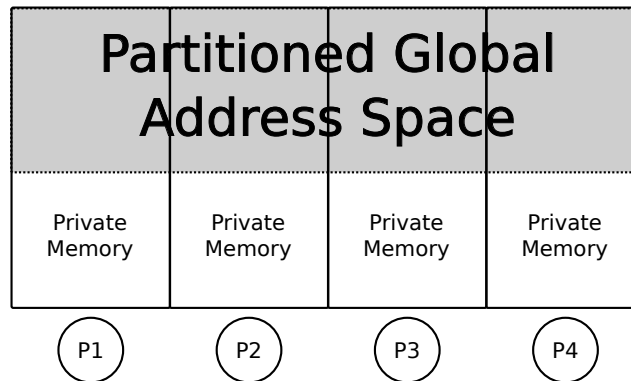 Partitioned Global
Address Space
Private
Memory
Private
Memory
Private
Memory
Private
Memory
P1
P2
P3
P4